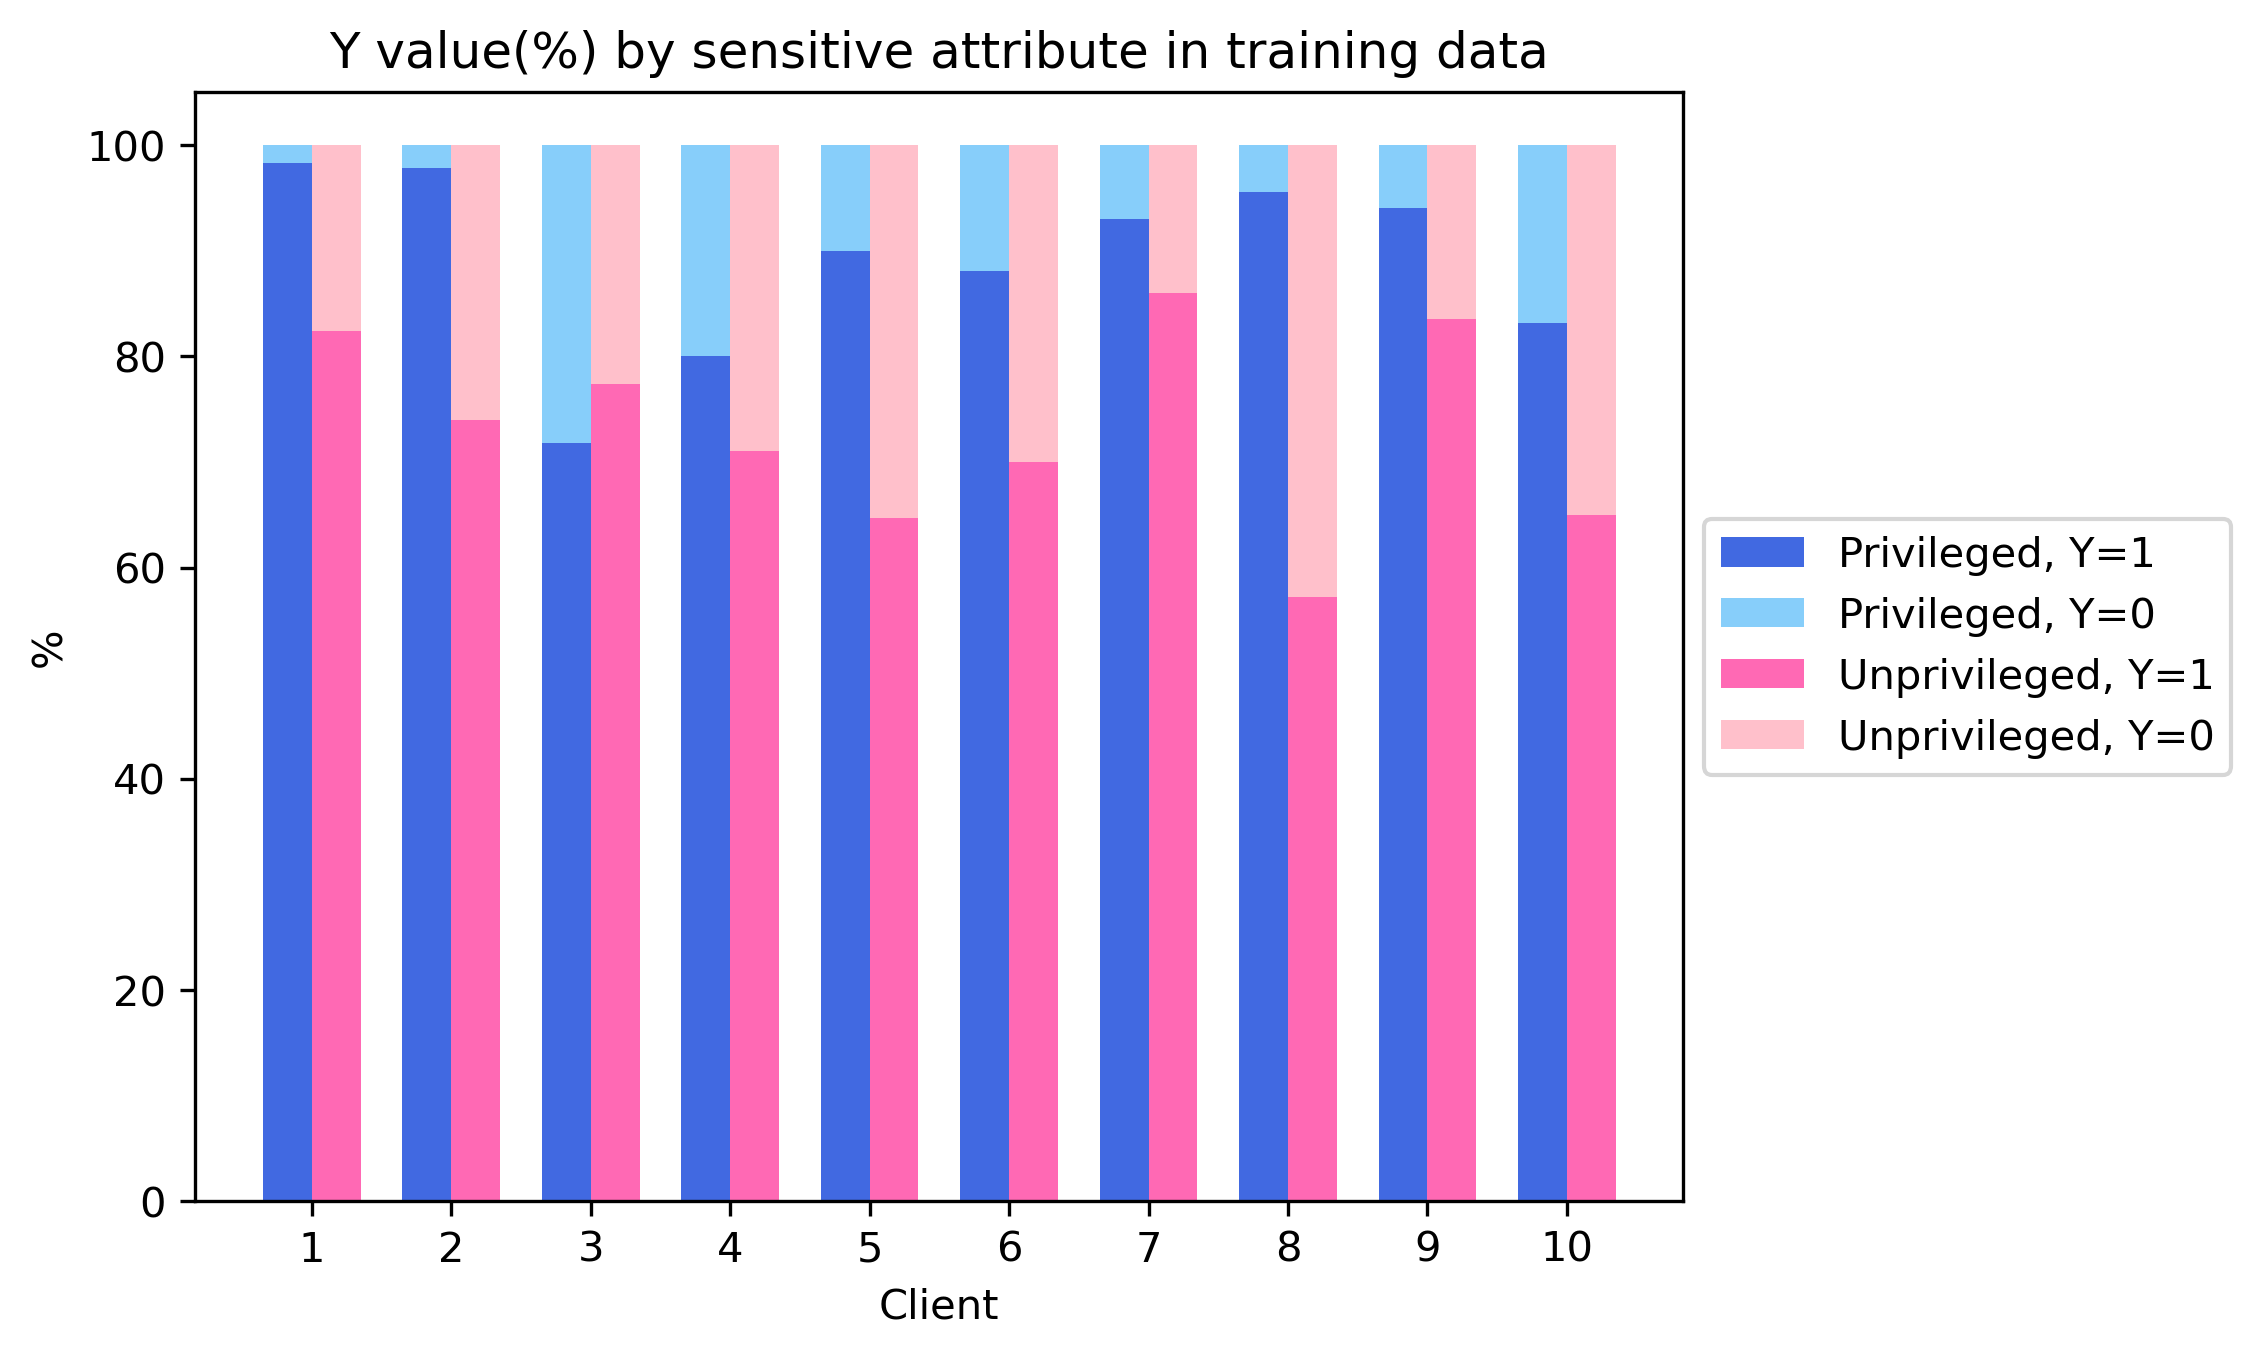 Y value(%) by sensitive attribute in training data
100
80
60
40
20
0
%
1 2 3 4 5 6 7 8 9 10
Client
Privileged, Y=1
Privileged, Y=0
Unprivileged, Y=1
Unprivileged, Y=0